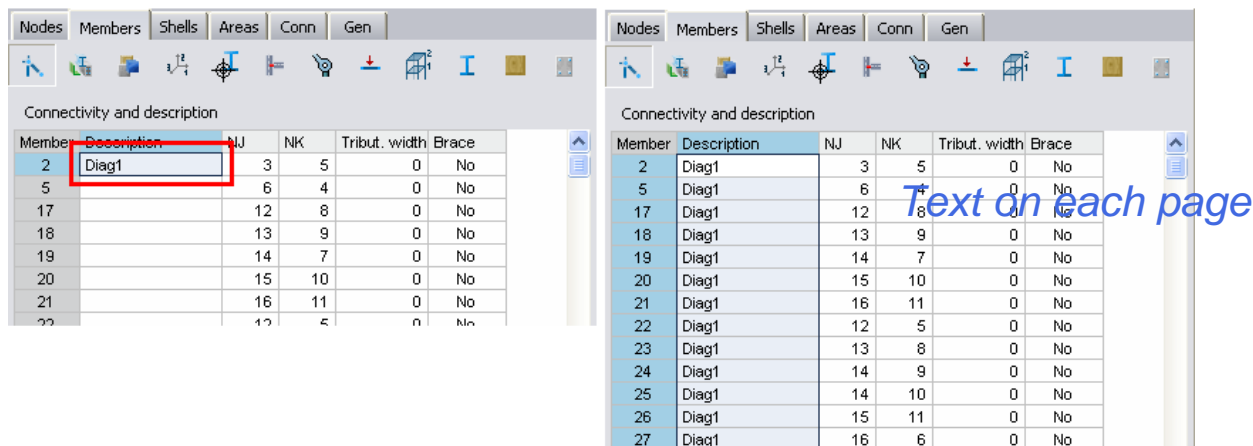 Nodes Members Shells Areas Conn Gen
Connectivity and description
Member Description NJ NK Tribut. width Brace
2 Diag1 3 5 0 No
5 6 4 0 No
17 12 8 0 No
18 13 9 0 No
19 14 7 0 No
20 15 10 0 No
21 16 11 0 No
22 12 5 0 No
Nodes Members Shells Areas Conn Gen
Connectivity and description
Member Description NJ NK Tribut. width Brace
2 Diag1 3 5 0 No
5 Diag1 6 4 0 No
17 Diag1 12 8 0 No
18 Diag1 13 9 0 No
19 Diag1 14 7 0 No
20 Diag1 15 10 0 No
21 Diag1 16 11 0 No
22 Diag1 12 5 0 No
23 Diag1 13 8 0 No
24 Diag1 14 9 0 No
25 Diag1 14 10 0 No
26 Diag1 15 11 0 No
27 Diag1 16 6 0 No
Text on each page